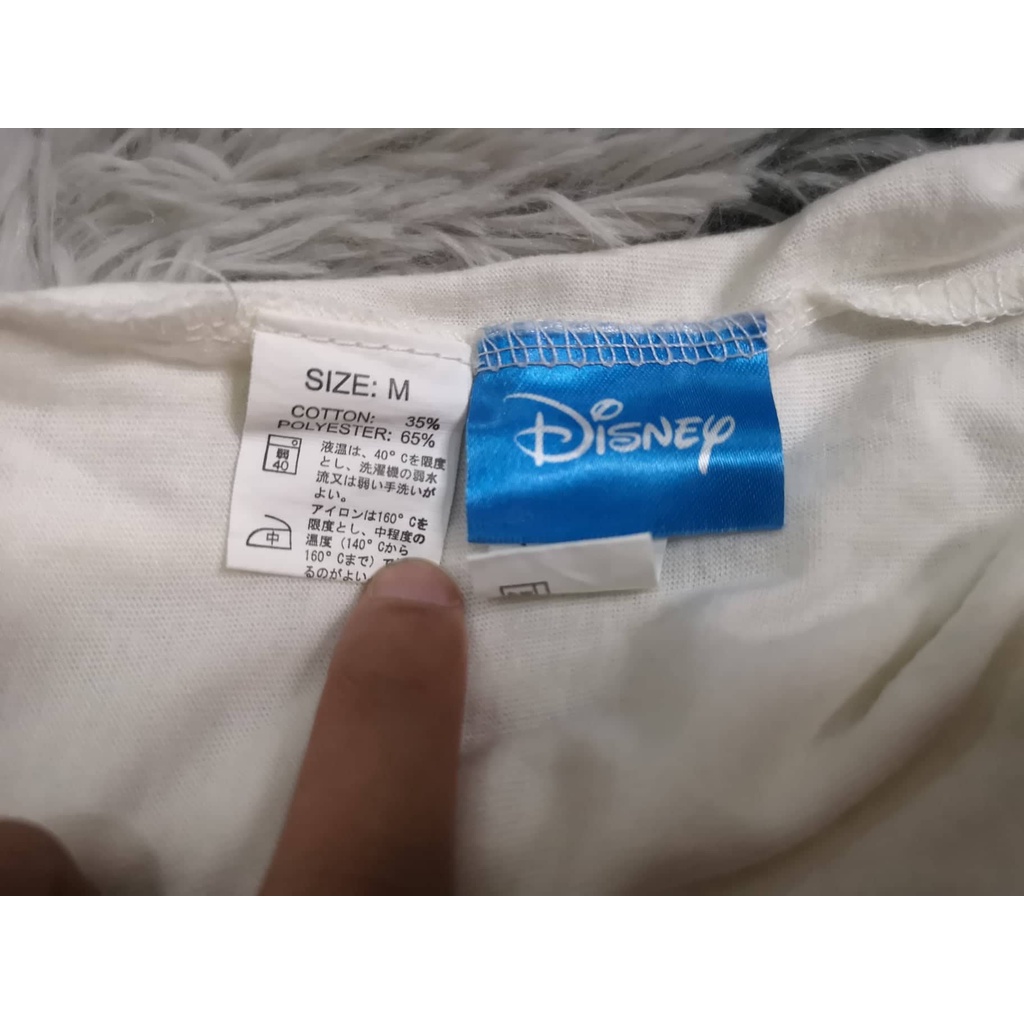 SIZE: M
COTTON: 35%
POLYESTER: 65%
弱
40
液温は、40°Cを限度
とし、洗濯機の弱水
流又は弱い手洗いが
よい。
中
アイロンは160°Cを
限度とし、中程度の
温度(140°Cから
160°Cまで)で
るのがよい
Disney